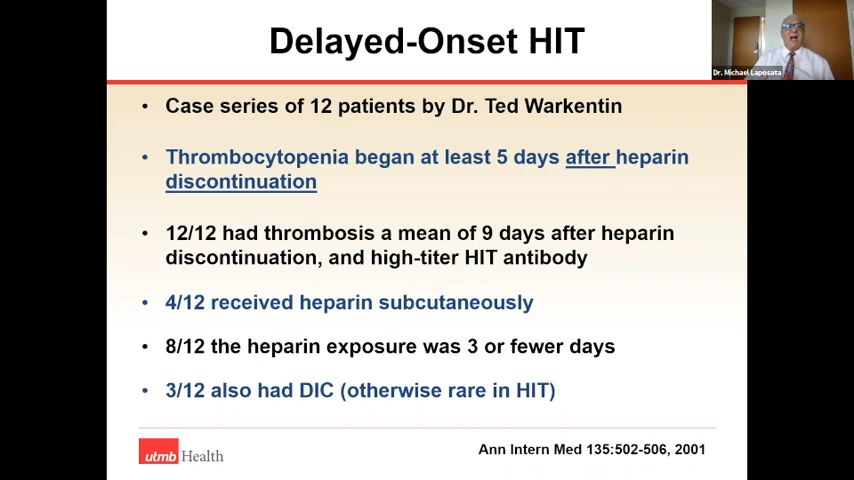 Delayed-Onset HIT
Dr. Michael Laposata
• Case series of 12 patients by Dr. Ted Warkentin
• Thrombocytopenia began at least 5 days after heparin
discontinuation
• 12/12 had thrombosis a mean of 9 days after heparin
discontinuation, and high-titer HIT antibody
• 4/12 received heparin subcutaneously
• 8/12 the heparin exposure was 3 or fewer days
• 3/12 also had DIC (otherwise rare in HIT)
utmb Health
Ann Intern Med 135:502-506, 2001